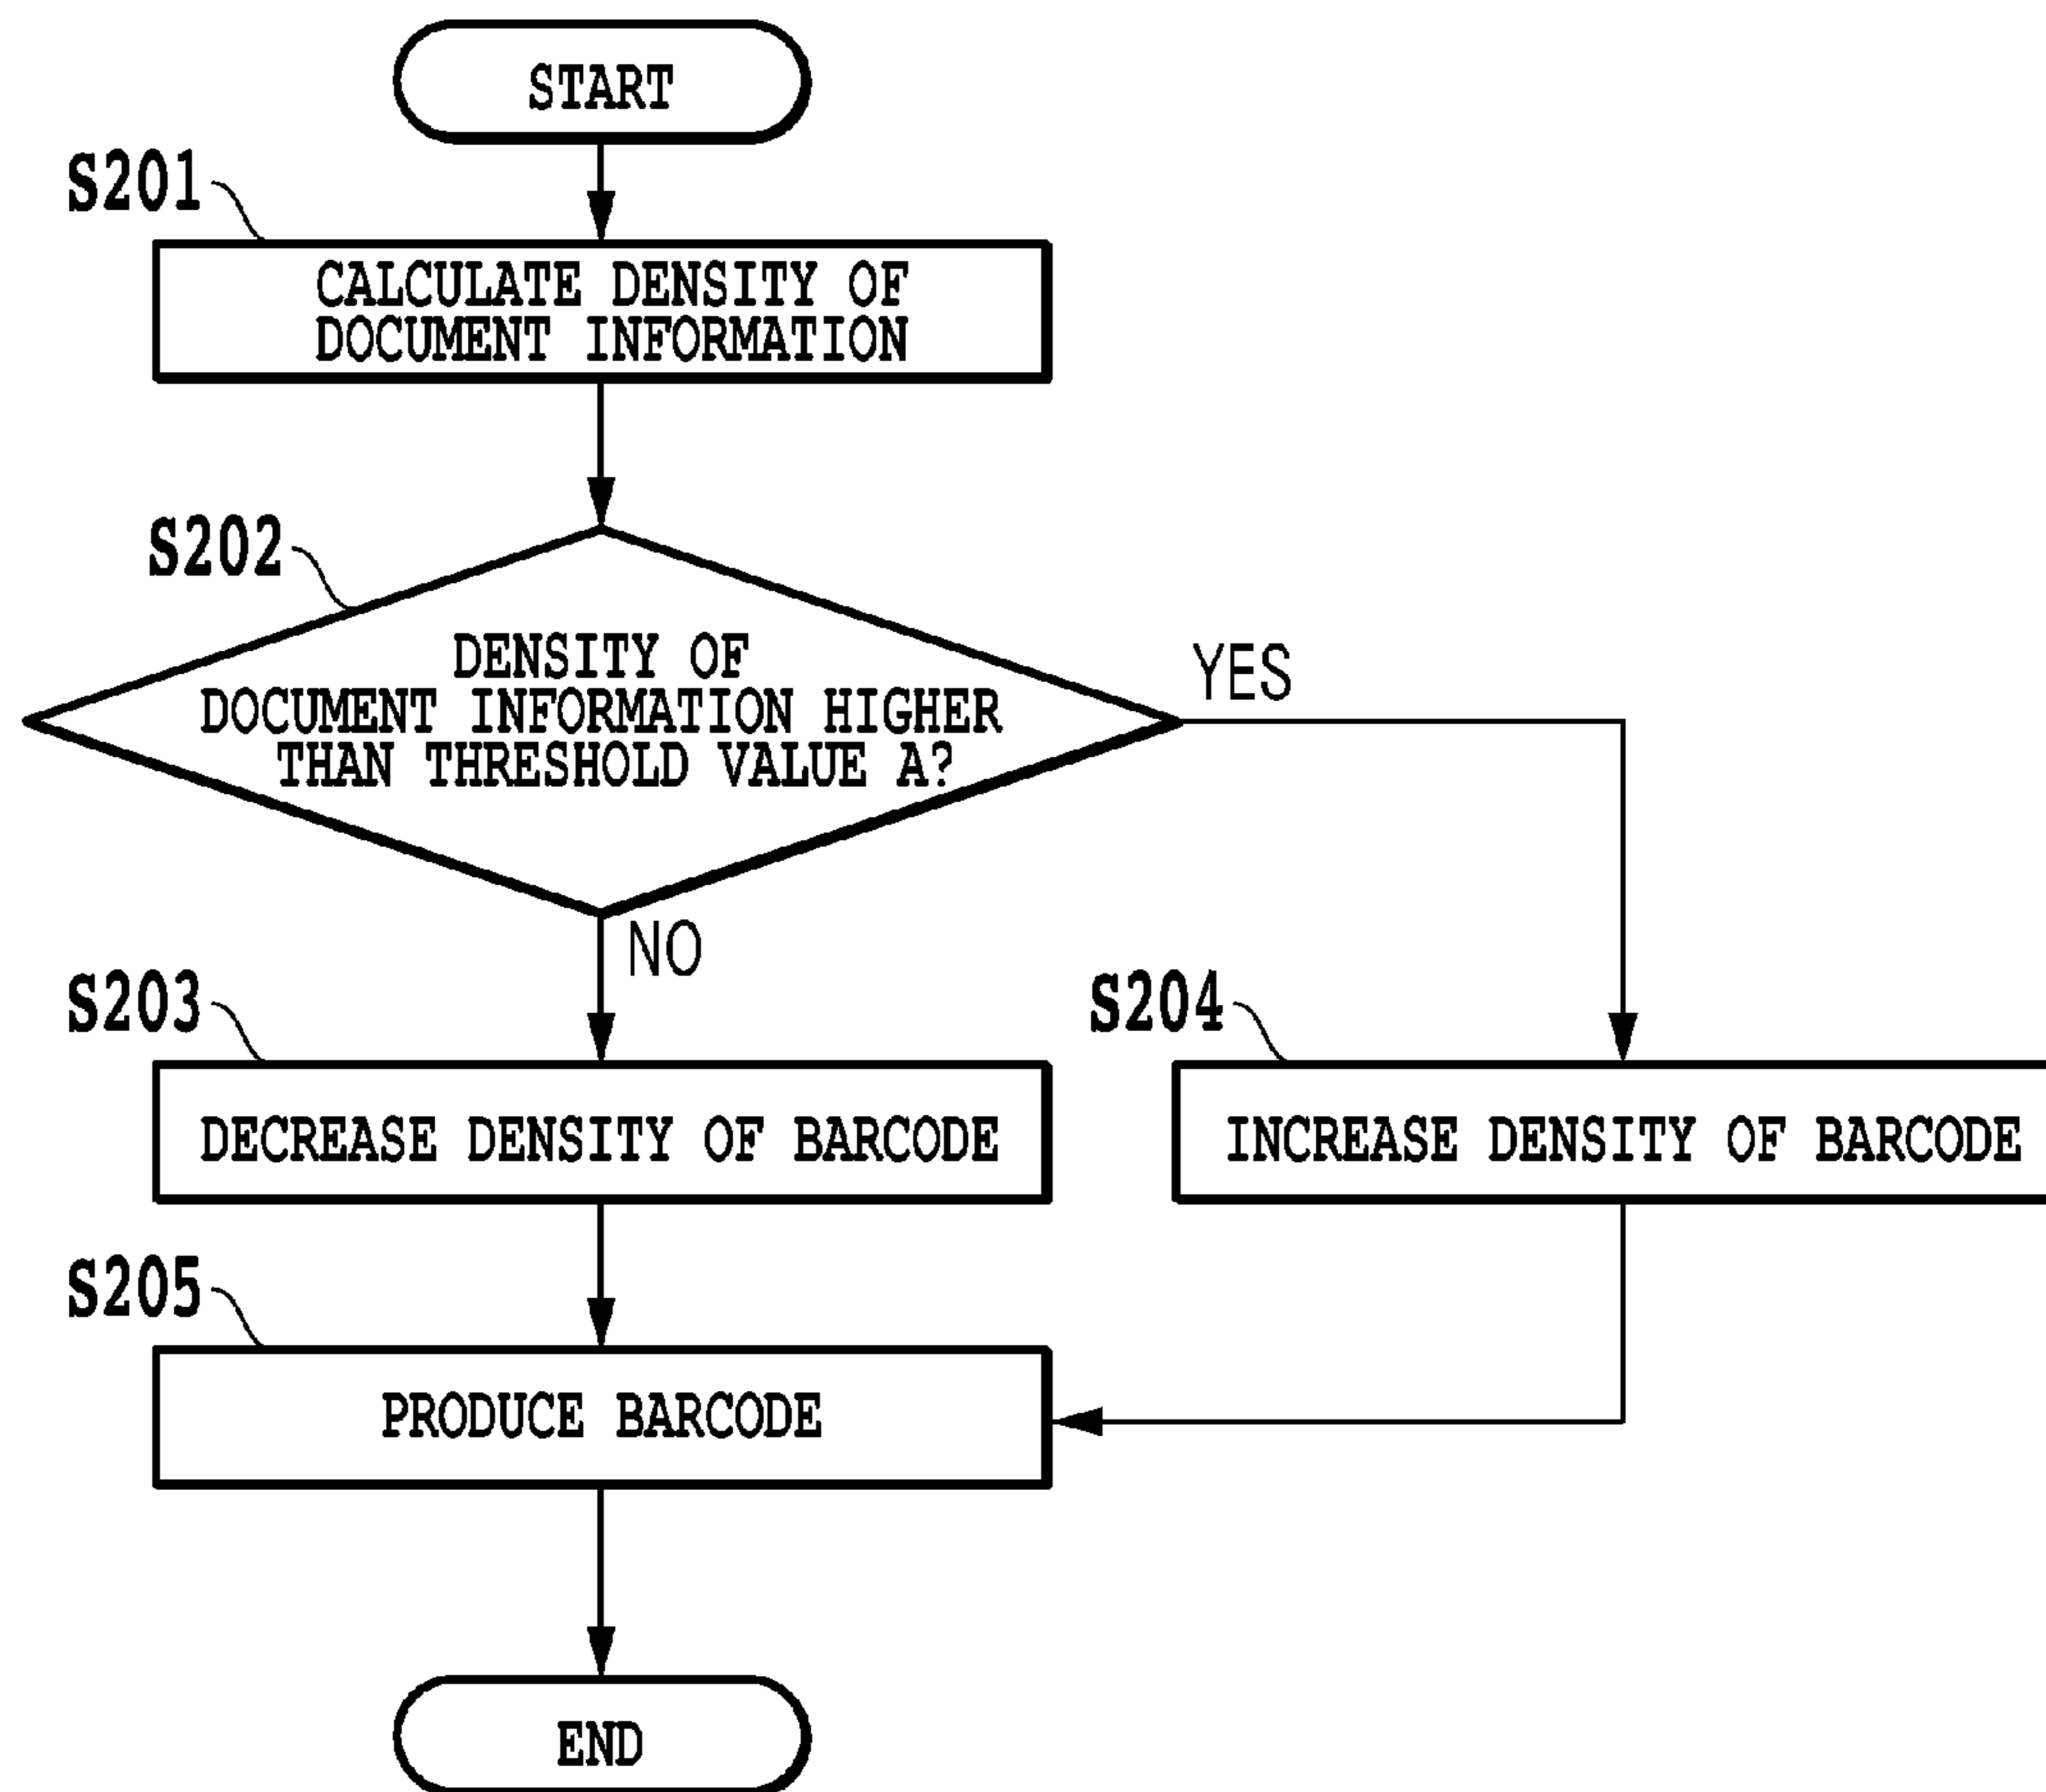 START
S201
CALCULATE DENSITY OF
DOCUMENT INFORMATION
S202
DENSITY OF
DOCUMENT INFORMATION HIGHER
THAN THRESHOLD VALUE A?
YES
NO
S203
DECREASE DENSITY OF BARCODE
S204
INCREASE DENSITY OF BARCODE
S205
PRODUCE BARCODE
END